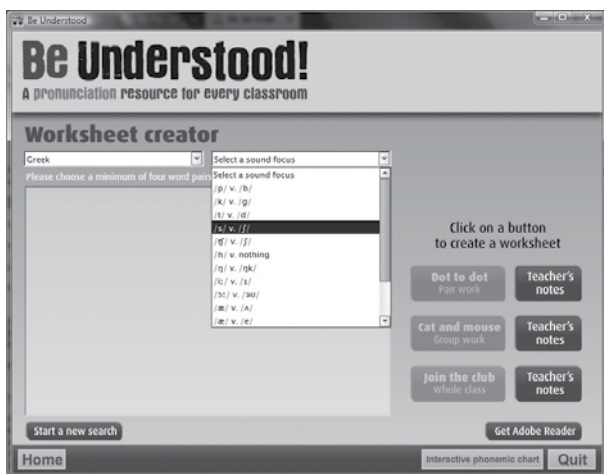 Be Understood
Be Understood!
A pronunciation resource for every classroom
Worksheet creator
Greek
Select a sound focus
Please choose a minimum of four word pairs
Select a sound focus
/p/ v. /b/
/k/ v. /g/
/t/ v. /d/
/s/ v. /ʃ/
/ʧ/ v. /ʃ/
/h/ v. nothing
/ŋ/ v. /ŋk/
/iː/ v. /ɪ/
/ɔː/ v. /əʊ/
/æ/ v. /ʌ/
/æ/ v. /e/
Click on a button
to create a worksheet
Dot to dot
Pair work
Teacher's
notes
Cat and mouse
Group work
Teacher's
notes
Join the club
Whole class
Teacher's
notes
Start a new search
Get Adobe Reader
Home
Interactive phonemic chart
Quit